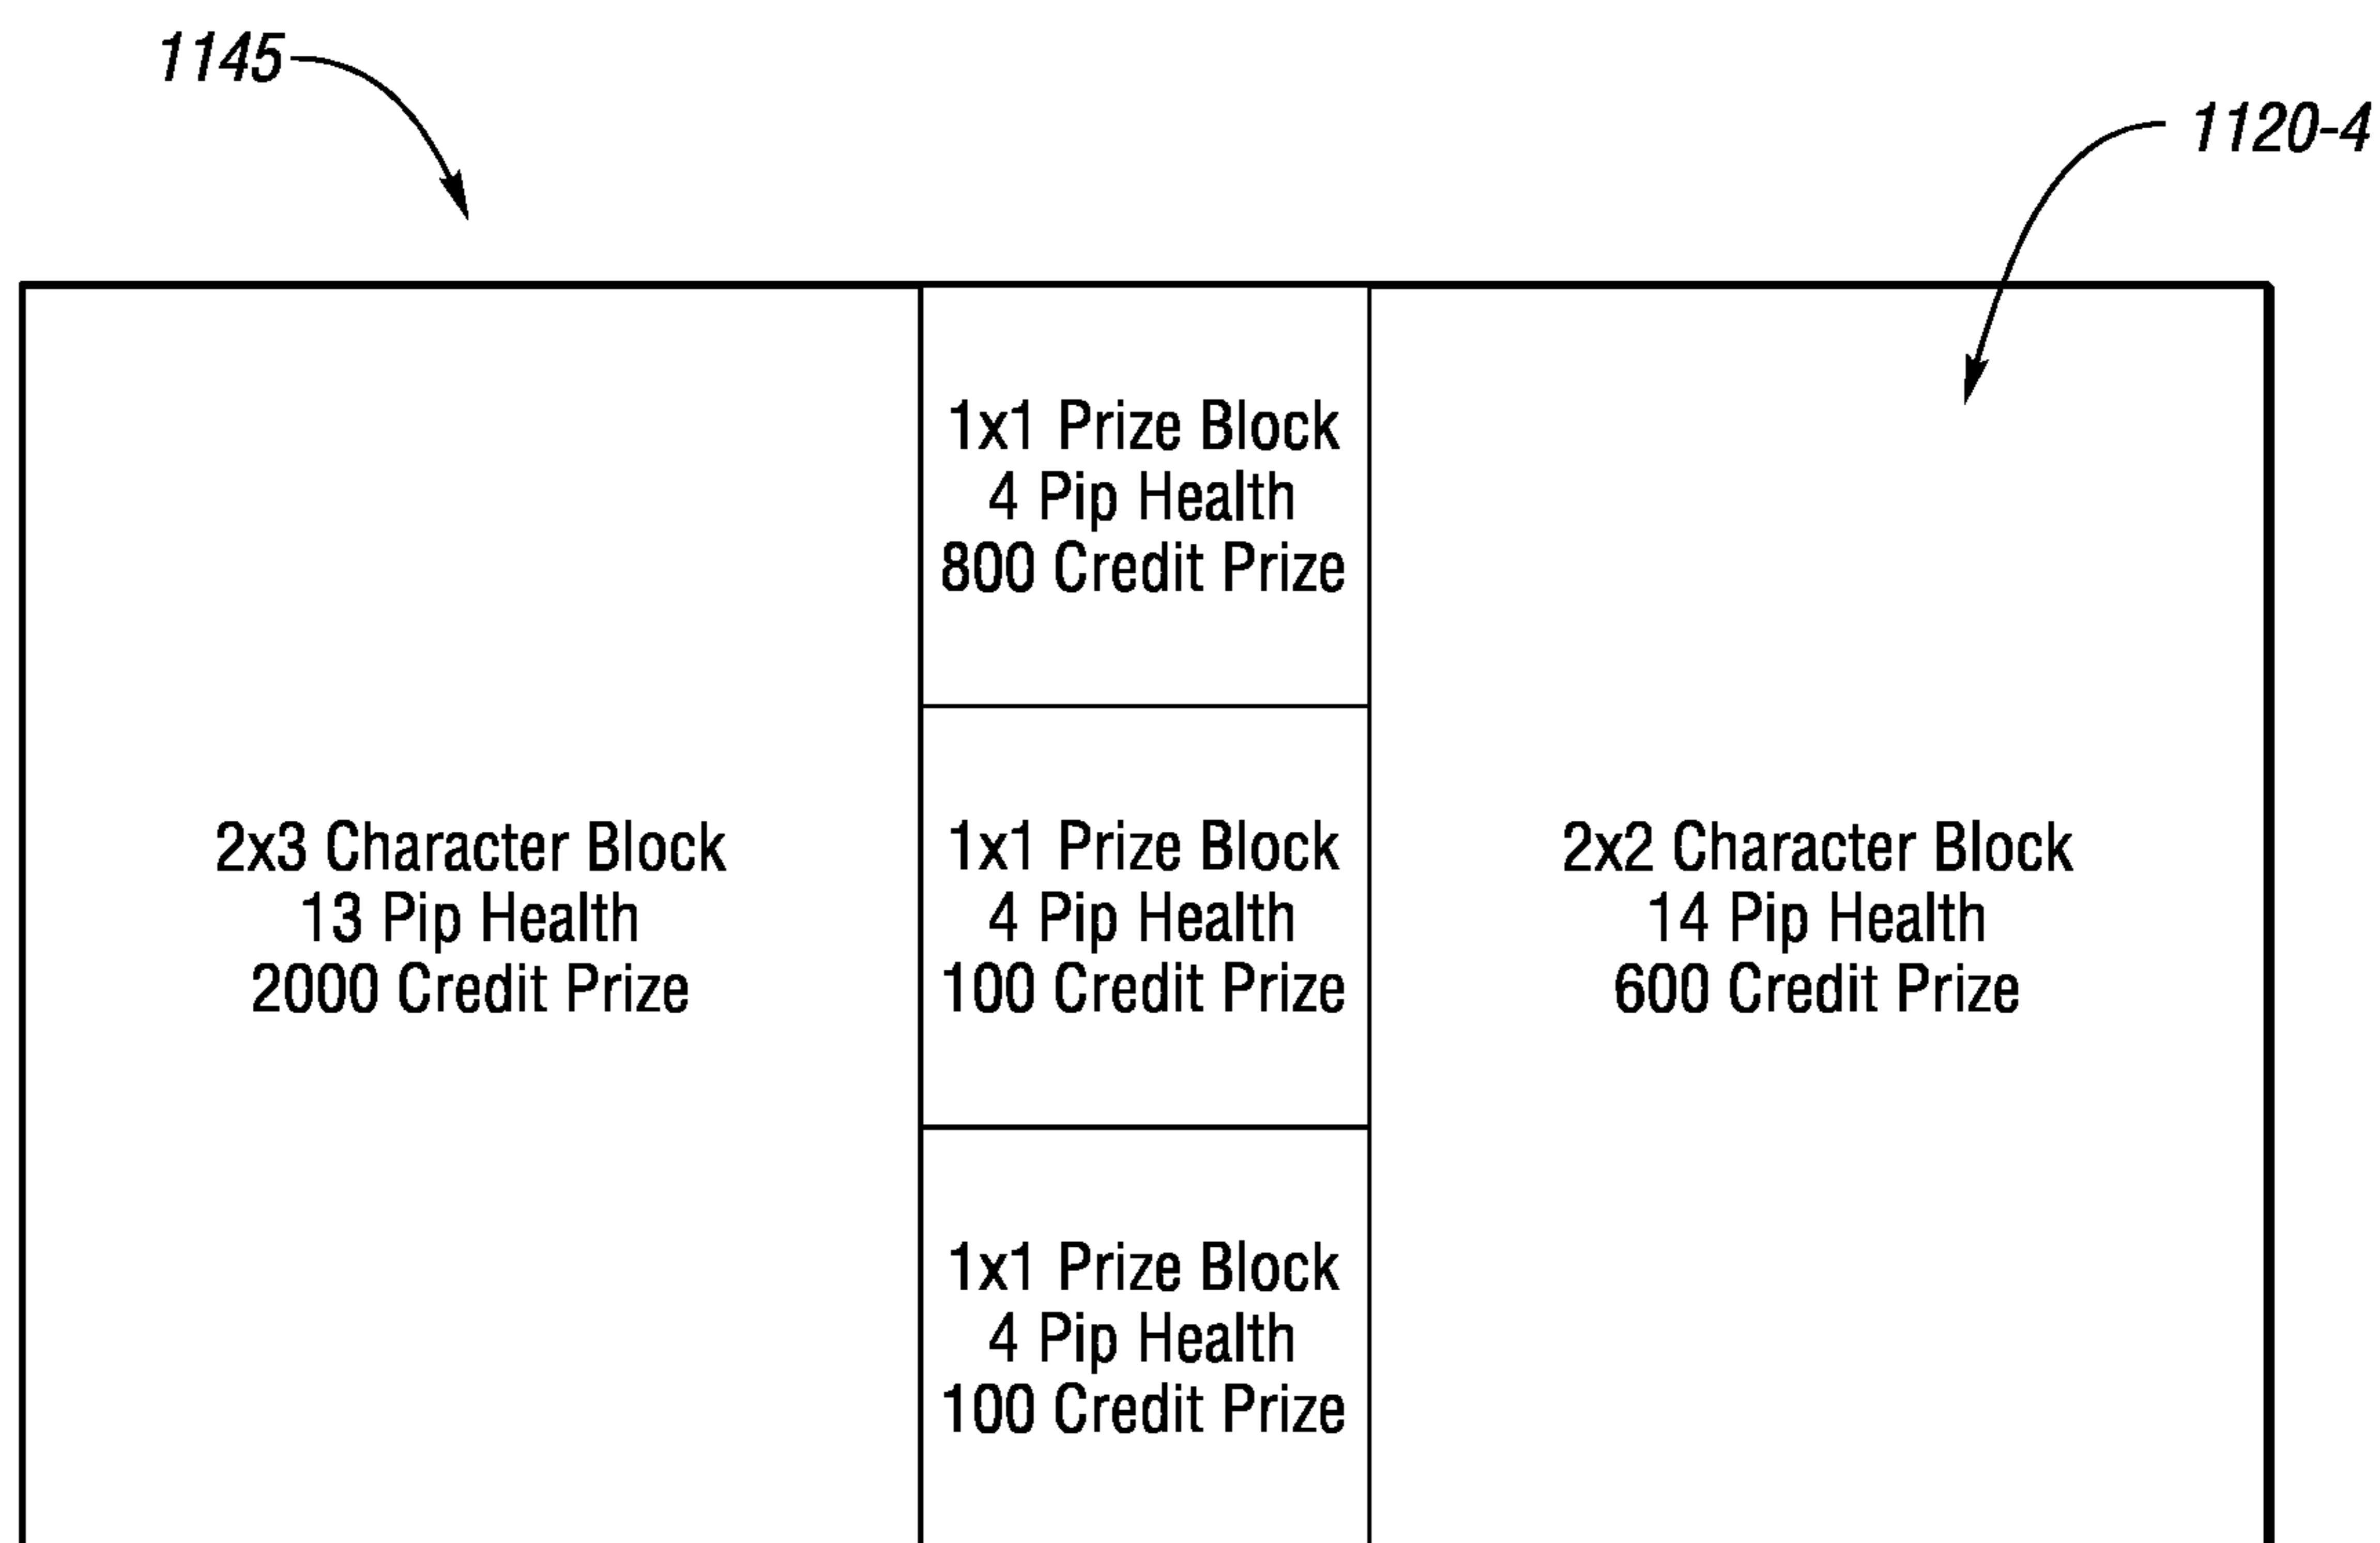 1145
1120-4
2x3 Character Block
13 Pip Health
2000 Credit Prize
1x1 Prize Block
4 Pip Health
800 Credit Prize
1x1 Prize Block
4 Pip Health
100 Credit Prize
1x1 Prize Block
4 Pip Health
100 Credit Prize
2x2 Character Block
14 Pip Health
600 Credit Prize